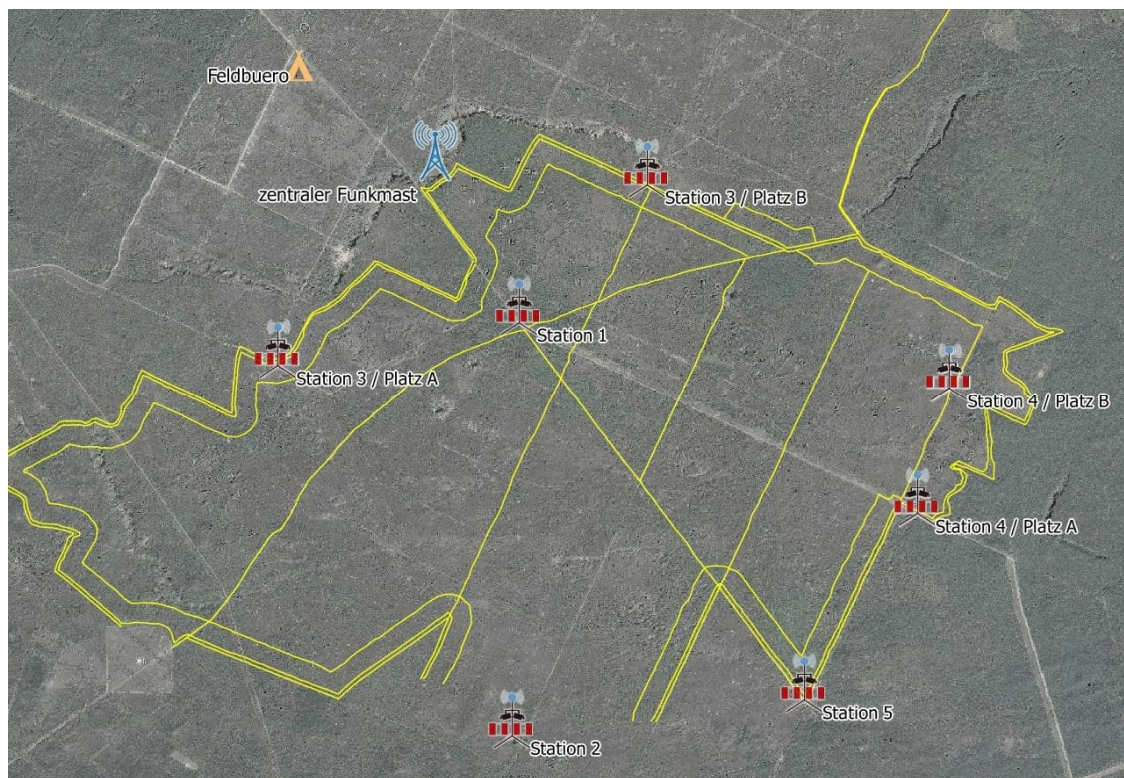 Feldbuero
zentraler Funkmast
Station 3 / Platz B
Station 1
Station 3 / Platz A
Station 4 / Platz B
Station 4 / Platz A
Station 5
Station 2